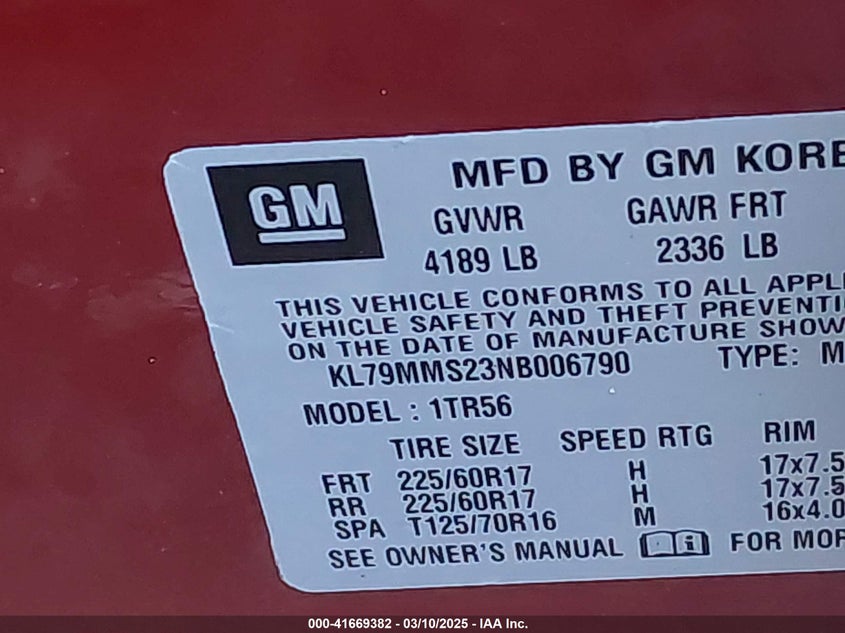 GM
MFD BY GM KORE
GVWR GAWR FRT
4189 LB 2336 LB
THIS VEHICLE CONFORMS TO ALL APPLI
VEHICLE SAFETY AND THEFT PREVENTI
ON THE DATE OF MANUFACTURE SHOW
KL79MMS23NB006790 TYPE: M
MODEL : 1TR56
TIRE SIZE SPEED RTG RIM
FRT 225/60R17 H 17x7.5
RR 225/60R17 H 17x7.5
SPA T125/70R16 M 16x4.0
SEE OWNER'S MANUAL i FOR MOR
000-41669382 - 03/10/2025 - IAA Inc.